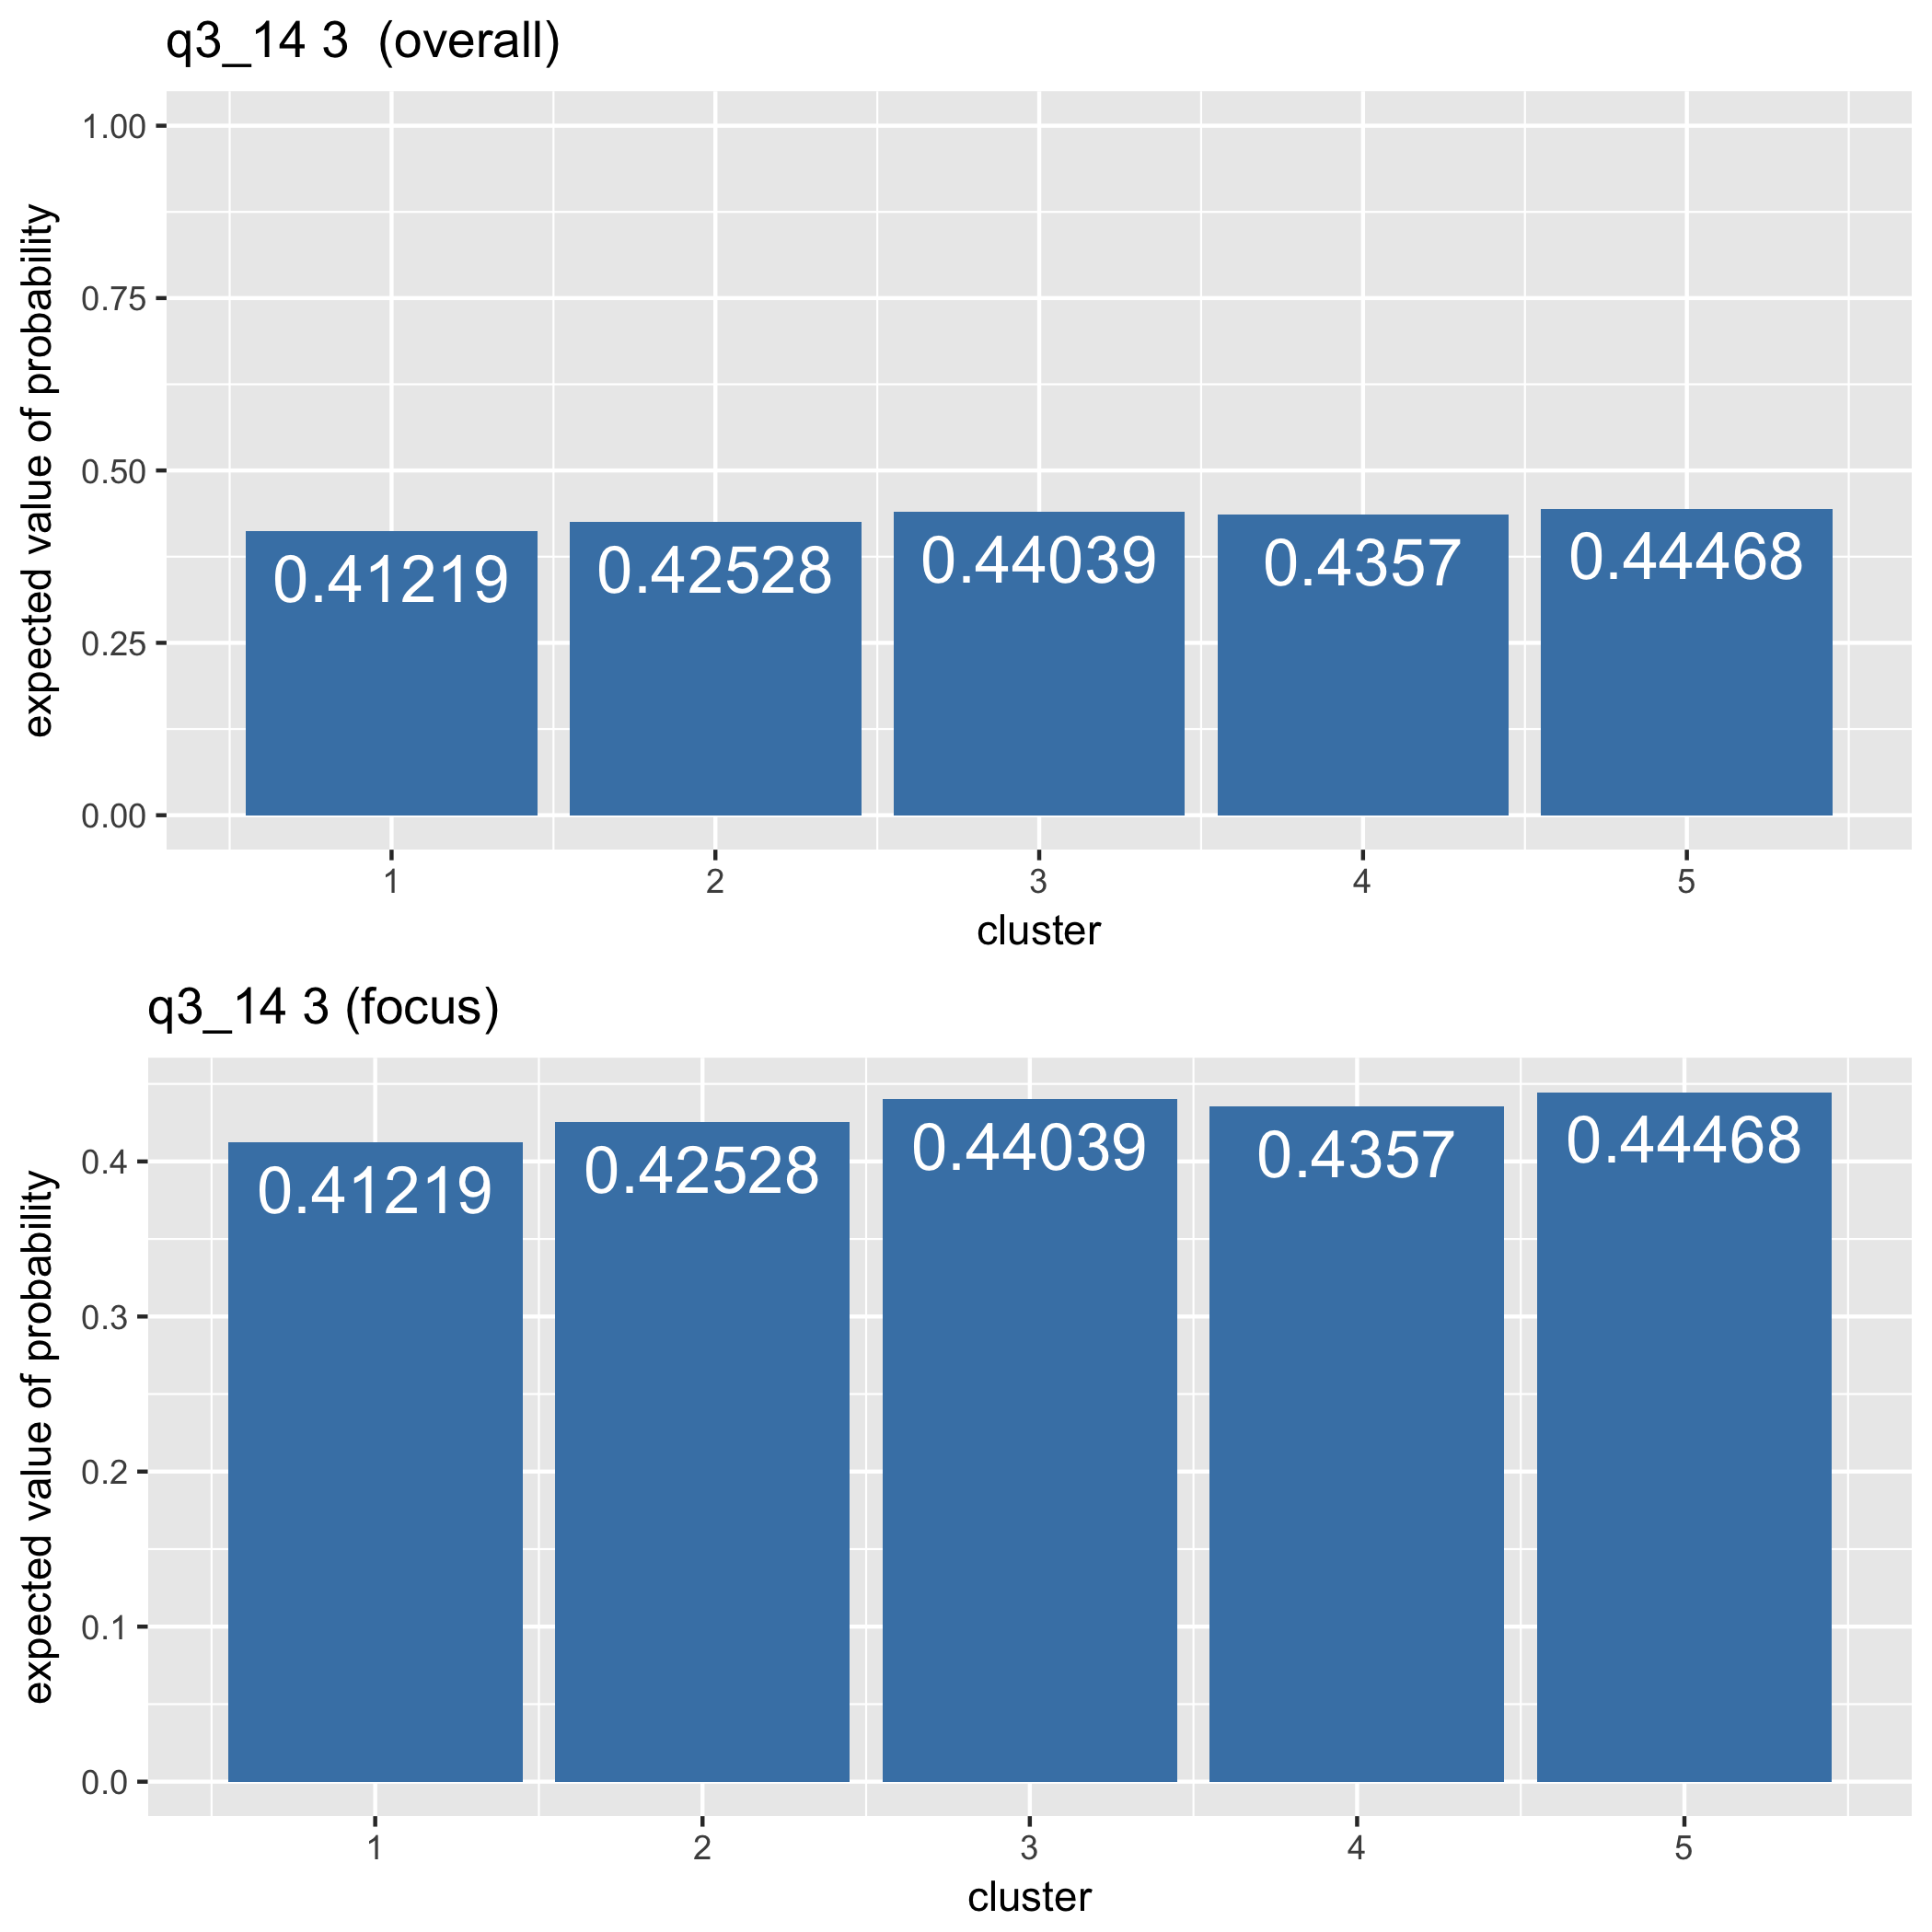 q3_14 3  (overall)
expected value of probability
1.00
0.75
0.50
0.25
0.00
0.41219
0.42528
0.44039
0.4357
0.44468
1 2 3 4 5
cluster
q3_14 3 (focus)
expected value of probability
0.4
0.3
0.2
0.1
0.0
0.41219
0.42528
0.44039
0.4357
0.44468
1 2 3 4 5
cluster